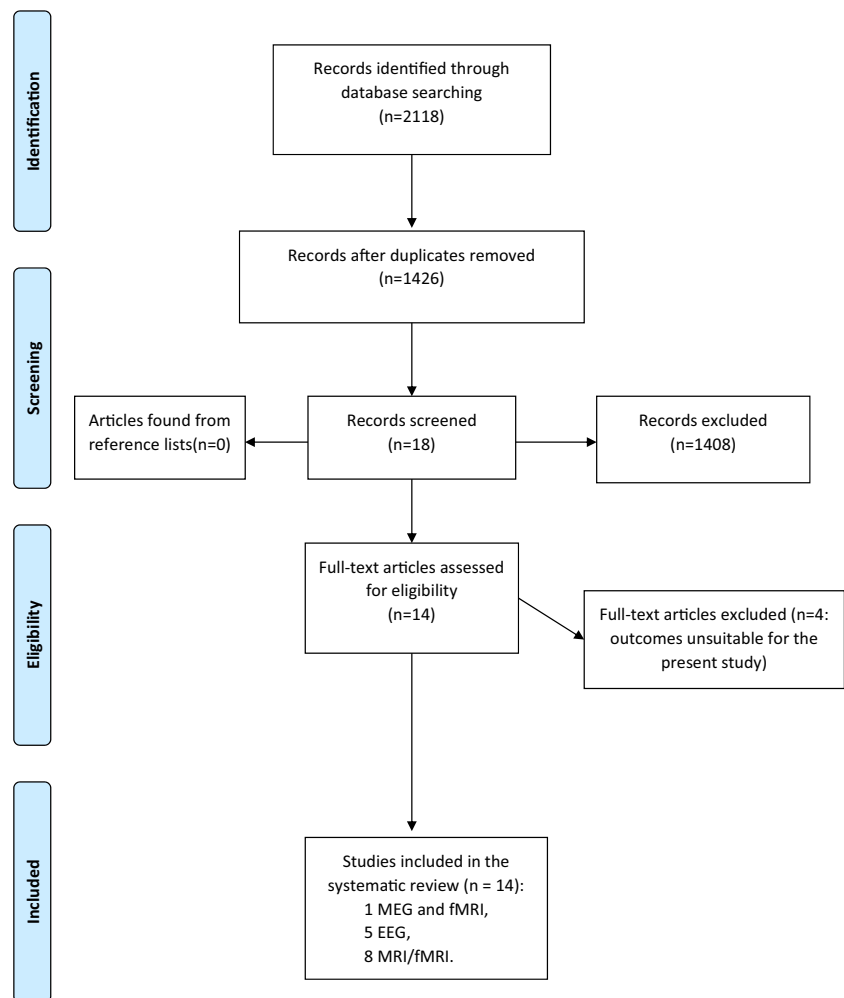 Identification
Records identified through
database searching
(n=2118)
Records after duplicates removed
(n=1426)
Screening
Articles found from
reference lists(n=0)
Records screened
(n=18)
Records excluded
(n=1408)
Eligibility
Full-text articles assessed
for eligibility
(n=14)
Full-text articles excluded (n=4:
outcomes unsuitable for the
present study)
Included
Studies included in the
systematic review (n = 14):
1 MEG and fMRI,
5 EEG,
8 MRI/fMRI.